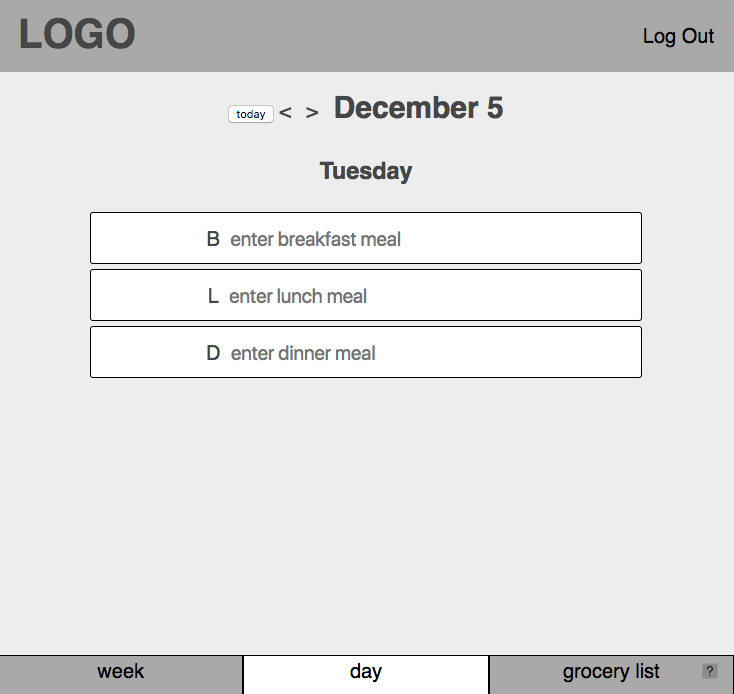 LOGO
Log Out
today < > December 5
Tuesday
B enter breakfast meal
L enter lunch meal
D enter dinner meal
week day grocery list ?